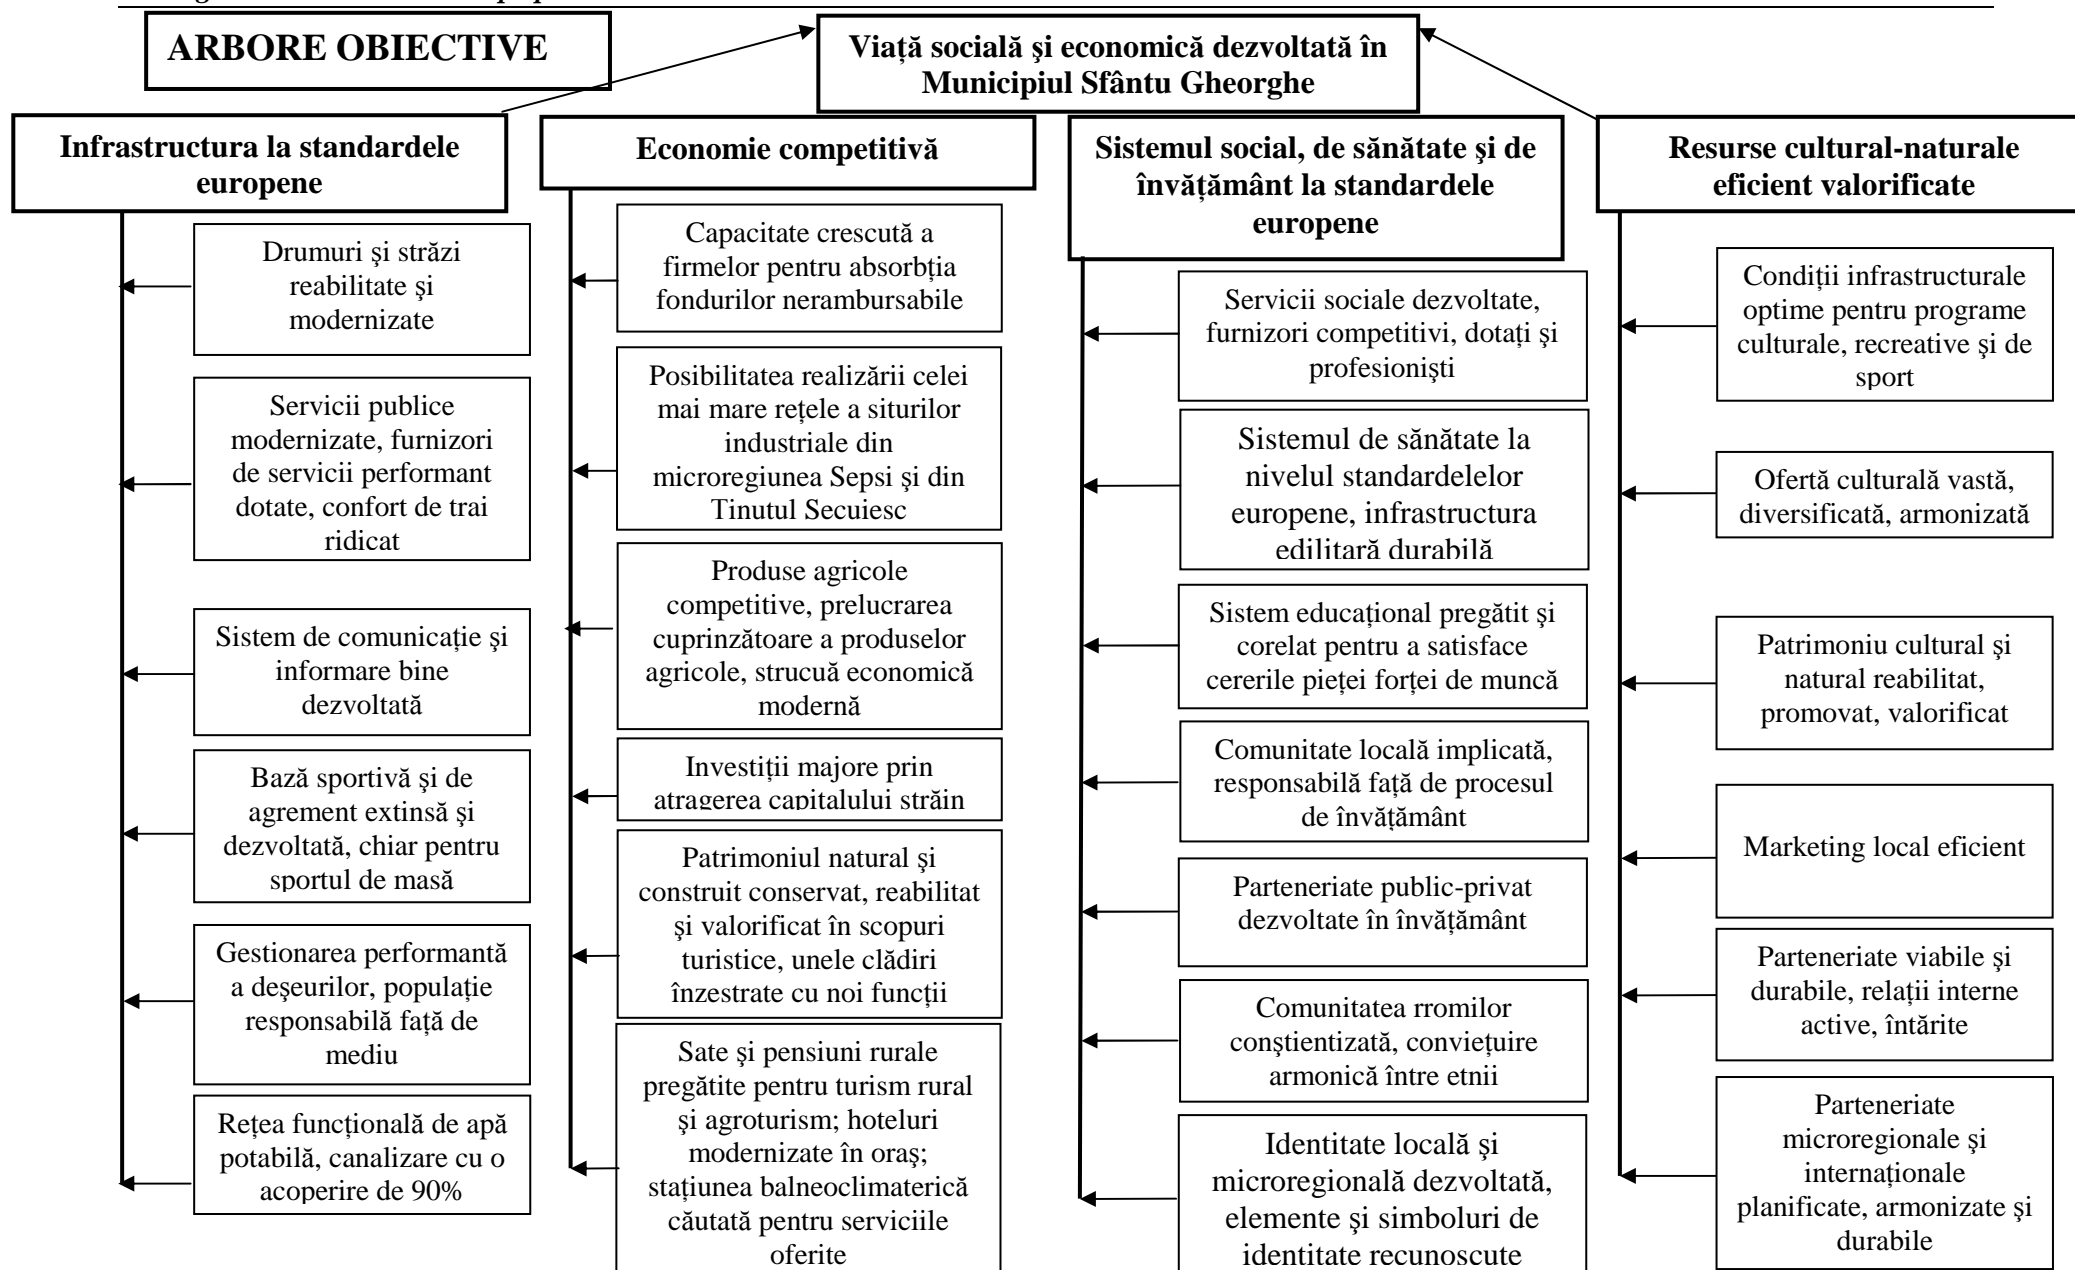 ARBORE OBIECTIVE
Viață socială şi economică dezvoltată în
Municipiul Sfântu Gheorghe
Infrastructura la standardele
europene
Drumuri şi străzi
reabilitate şi
modernizate
Servicii publice
modernizate, furnizori
de servicii performant
dotate, confort de trai
ridicat
Sistem de comunicație şi
informare bine
dezvoltată
Bază sportivă şi de
agrement extinsă şi
dezvoltată, chiar pentru
sportul de masă
Gestionarea performantă
a deşeurilor, populație
responsabilă față de
mediu
Rețea funcțională de apă
potabilă, canalizare cu o
acoperire de 90%
Economie competitivă
Capacitate crescută a
firmelor pentru absorbția
fondurilor nerambursabile
Posibilitatea realizării celei
mai mare rețele a siturilor
industriale din
microregiunea Sepsi şi din
Tinutul Secuiesc
Produse agricole
competitive, prelucrarea
cuprinzătoare a produselor
agricole, strucuă economică
modernă
Investiții majore prin
atragerea capitalului străin
Patrimoniul natural şi
construit conservat, reabilitat
şi valorificat în scopuri
turistice, unele clădiri
înzestrate cu noi funcții
Sate şi pensiuni rurale
pregătite pentru turism rural
şi agroturism; hoteluri
modernizate în oraş;
stațiunea balneoclimaterică
căutată pentru serviciile
oferite
Sistemul social, de sănătate şi de
învățământ la standardele
europene
Servicii sociale dezvoltate,
furnizori competitivi, dotați şi
profesionişti
Sistemul de sănătate la
nivelul standardelelor
europene, infrastructura
edilitară durabilă
Sistem educațional pregătit şi
corelat pentru a satisface
cererile pieței forței de muncă
Comunitate locală implicată,
responsabilă față de procesul
de învățământ
Parteneriate public-privat
dezvoltate în învățământ
Comunitatea rromilor
conştientizată, conviețuire
armonică între etnii
Identitate locală şi
microregională dezvoltată,
elemente şi simboluri de
identitate recunoscute
Resurse cultural-naturale
eficient valorificate
Condiții infrastructurale
optime pentru programe
culturale, recreative şi de
sport
Ofertă culturală vastă,
diversificată, armonizată
Patrimoniu cultural şi
natural reabilitat,
promovat, valorificat
Marketing local eficient
Parteneriate viabile şi
durabile, relații interne
active, întărite
Parteneriate
microregionale şi
internaționale
planificate, armonizate şi
durabile